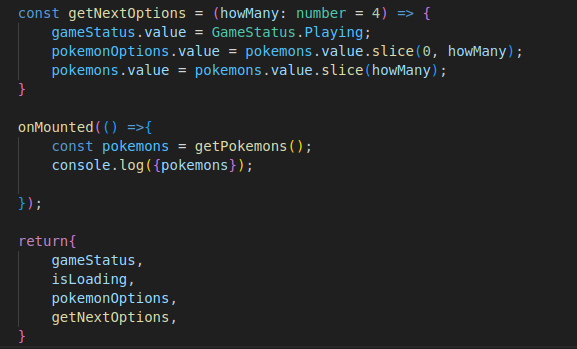 const getNextOptions = (howMany: number = 4) => {
    gameStatus.value = GameStatus.Playing;
    pokemonOptions.value = pokemons.value.slice(0, howMany);
    pokemons.value = pokemons.value.slice(howMany);
}
onMounted(() =>{
    const pokemons = getPokemons();
    console.log({pokemons});
});
return{
    gameStatus,
    isLoading,
    pokemonOptions,
    getNextOptions,
}